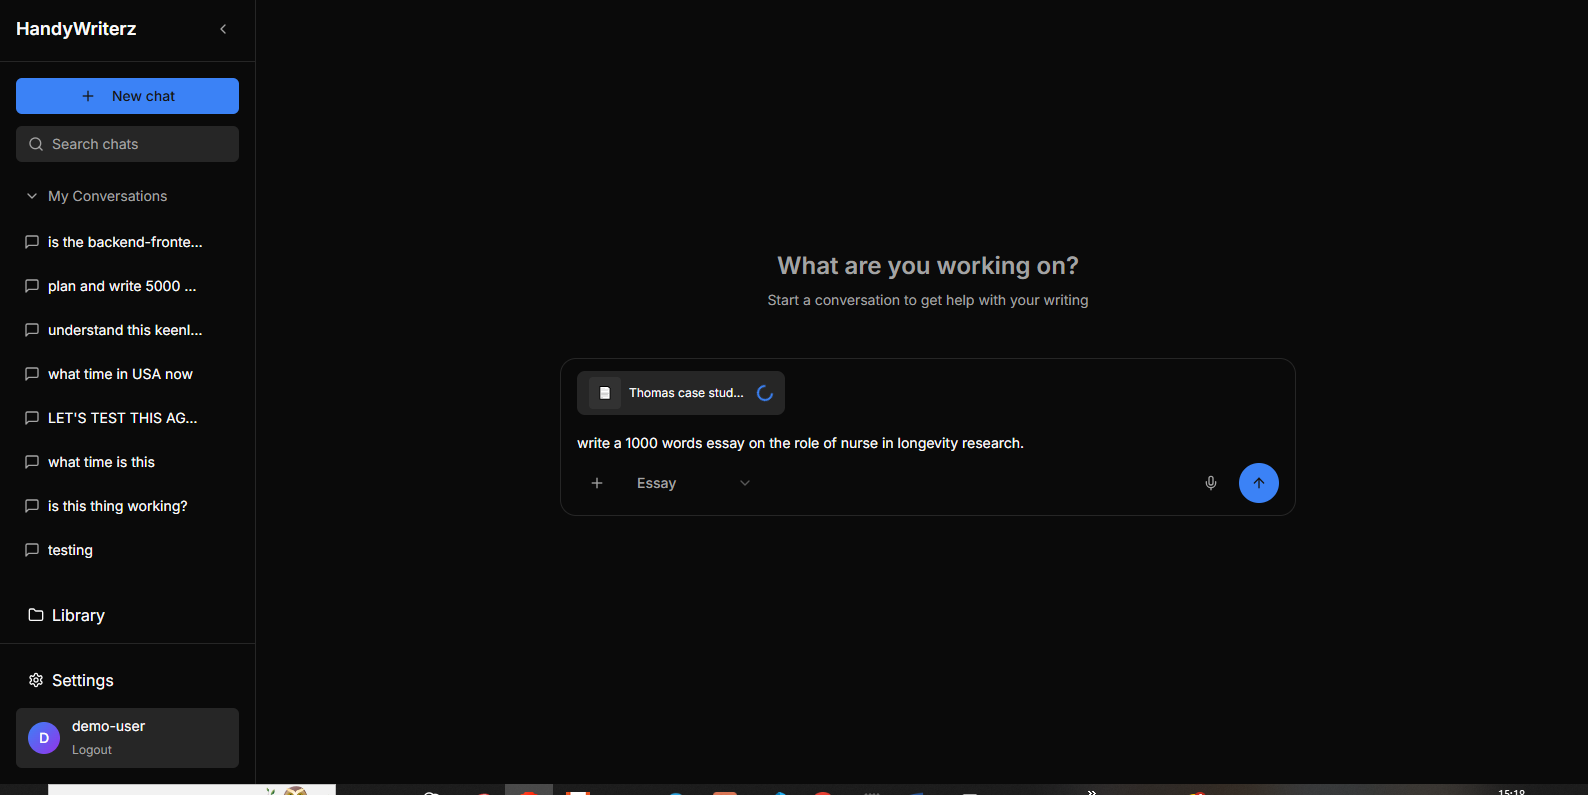 HandyWriterz
New chat
Search chats
My Conversations
is the backend-fronte...
plan and write 5000 ...
understand this keenl...
what time in USA now
LET'S TEST THIS AG...
what time is this
is this thing working?
testing
Library
Settings
D
demo-user
Logout
What are you working on?
Start a conversation to get help with your writing
Thomas case stud...
write a 1000 words essay on the role of nurse in longevity research.
Essay